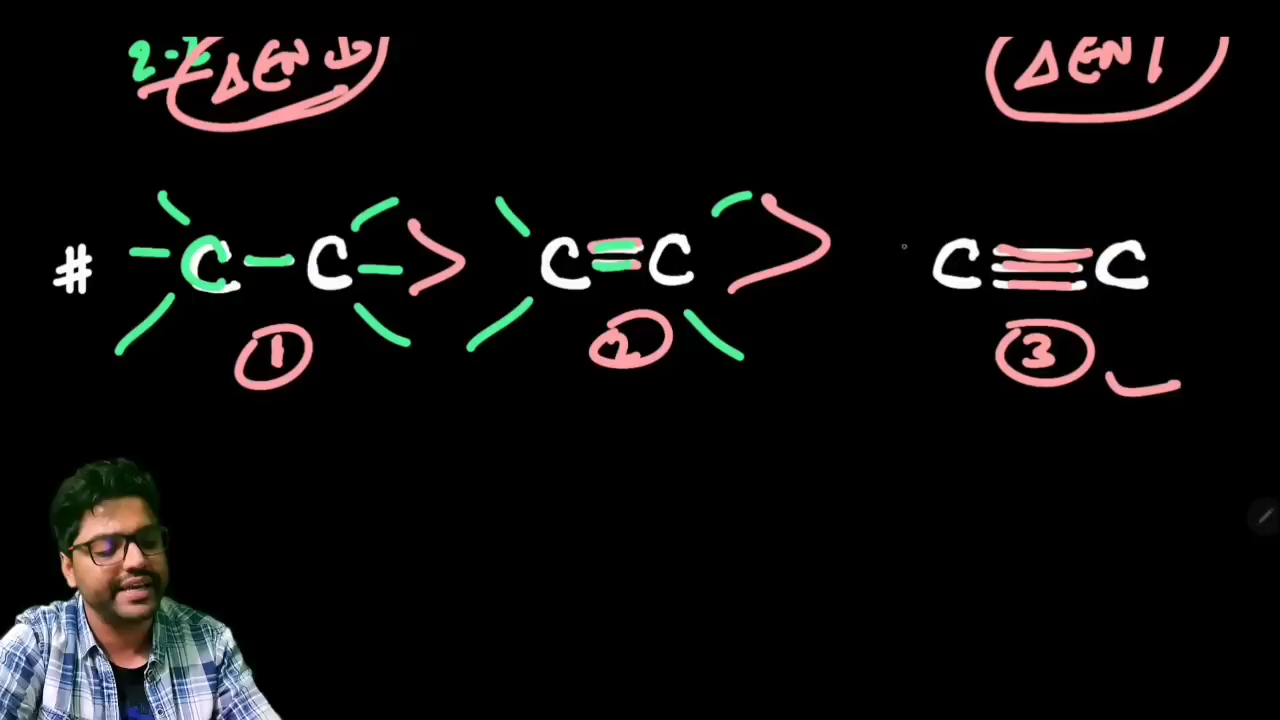 ΔEN↓ ΔEN
# C-C > C=C > C≡C
① ② ③